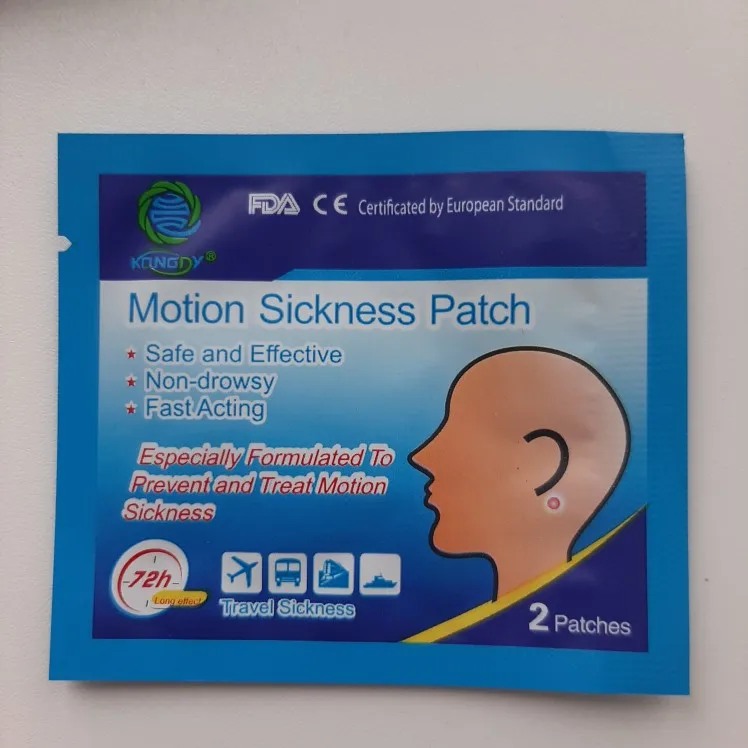 FDA CE Certificated by European Standard
KONGDY®
Motion Sickness Patch
★ Safe and Effective
★ Non-drowsy
★ Fast Acting
Especially Formulated To
Prevent and Treat Motion
Sickness
72h
Long effect
Travel Sickness
2 Patches